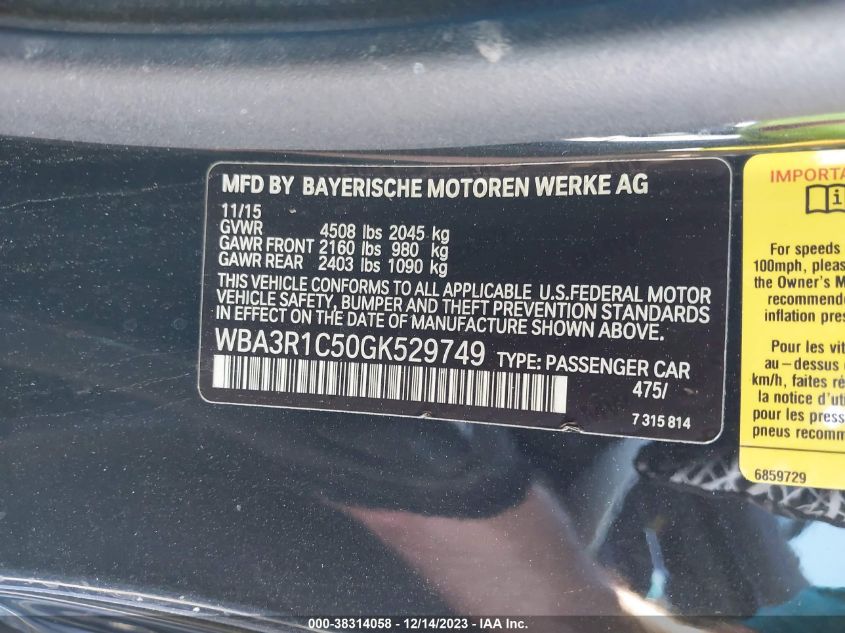 MFD BY BAYERISCHE MOTOREN WERKE AG
11/15
GVWR 4508 lbs 2045 kg
GAWR FRONT 2160 lbs 980 kg
GAWR REAR 2403 lbs 1090 kg
THIS VEHICLE CONFORMS TO ALL APPLICABLE U.S.FEDERAL MOTOR
VEHICLE SAFETY, BUMPER AND THEFT PREVENTION STANDARDS
IN EFFECT ON THE DATE OF MANUFACTURE SHOWN ABOVE.
WBA3R1C50GK529749 TYPE: PASSENGER CAR
475/
7 315 814
IMPORTA
i
For speeds
100mph, pleas
the Owner's M
recommende
inflation pres
Pour les vit
au-dessus
km/h, faites ré
la notice d'uti
pour les press
pneus recomm
6859729
000-38314058 - 12/14/2023 - IAA Inc.